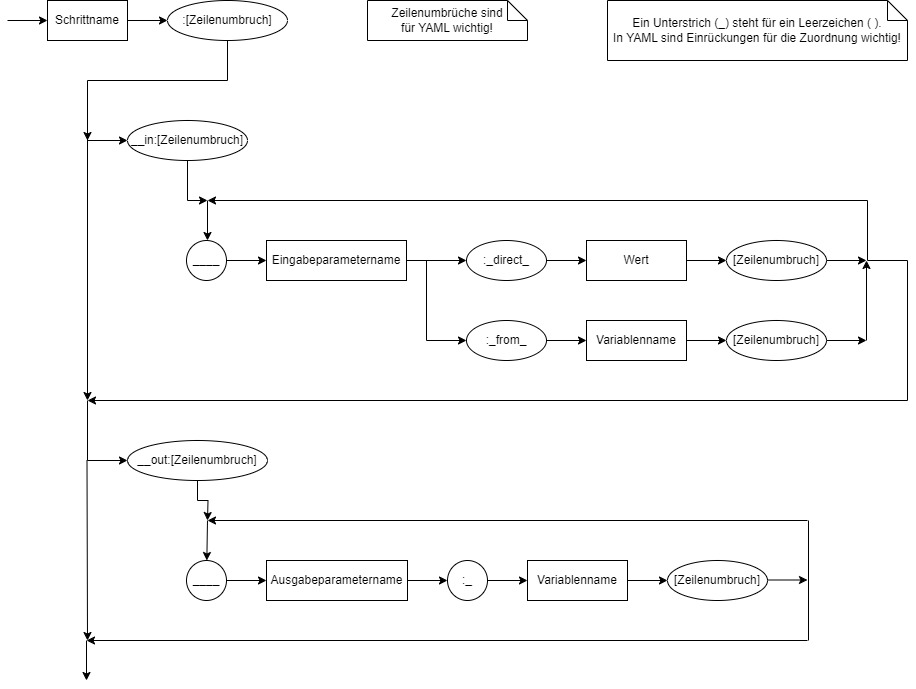 Schrittname
:[Zeilenumbruch]
Zeilenumbrüche sind
für YAML wichtig!
Ein Unterstrich (_) steht für ein Leerzeichen ( ).
In YAML sind Einrückungen für die Zuordnung wichtig!
__in:[Zeilenumbruch]
____
Eingabeparametername
:_direct_
Wert
[Zeilenumbruch]
:_from_
Variablenname
[Zeilenumbruch]
__out:[Zeilenumbruch]
____
Ausgabeparametername
:_
Variablenname
[Zeilenumbruch]